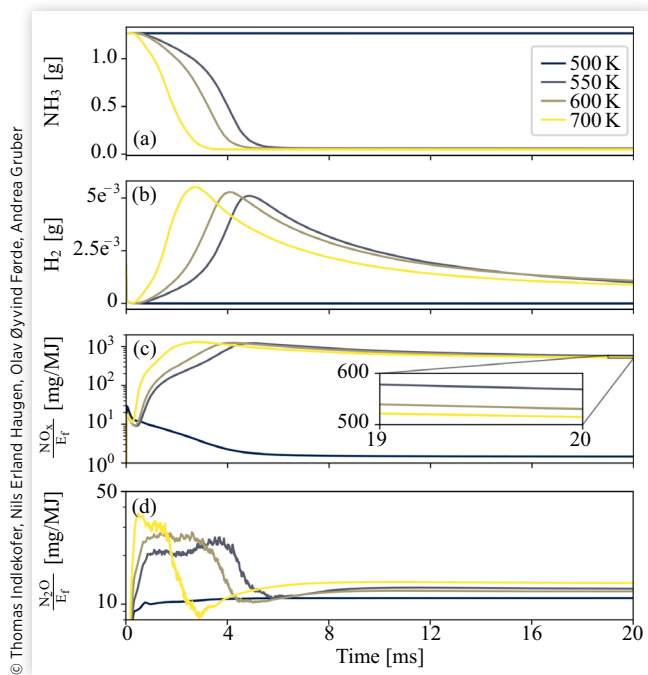 NH₃ [g]
1.0
0.5
0.0
(a)
500 K
550 K
600 K
700 K
H₂ [g]
5e⁻³
2.5e⁻³
0
(b)
NOₓ/E_f [mg/MJ]
10³
10²
10¹
10⁰
(c)
600
500
19
20
N₂O/E_f [mg/MJ]
50
10
(d)
0
4
8
12
16
20
Time [ms]
© Thomas Indlekofer, Nils Erland Haugen, Olav Øyvind Førde, Andrea Gruber